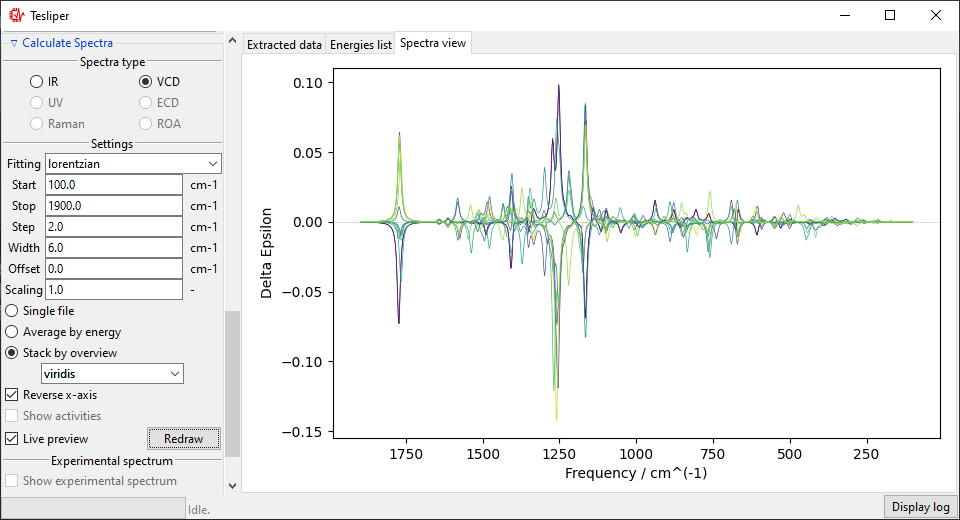 Tesliper
▽ Calculate Spectra
Spectra type
IR
VCD
UV
ECD
Raman
ROA
Settings
Fitting lorentzian
Start 100.0 cm-1
Stop 1900.0 cm-1
Step 2.0 cm-1
Width 6.0 cm-1
Offset 0.0 cm-1
Scaling 1.0 -
Single file
Average by energy
Stack by overview
viridis
Reverse x-axis
Show activities
Live preview Redraw
Experimental spectrum
Show experimental spectrum
Idle.
Extracted data Energies list Spectra view
0.10
0.05
0.00
−0.05
−0.10
−0.15
Delta Epsilon
1750 1500 1250 1000 750 500 250
Frequency / cm^(-1)
Display log